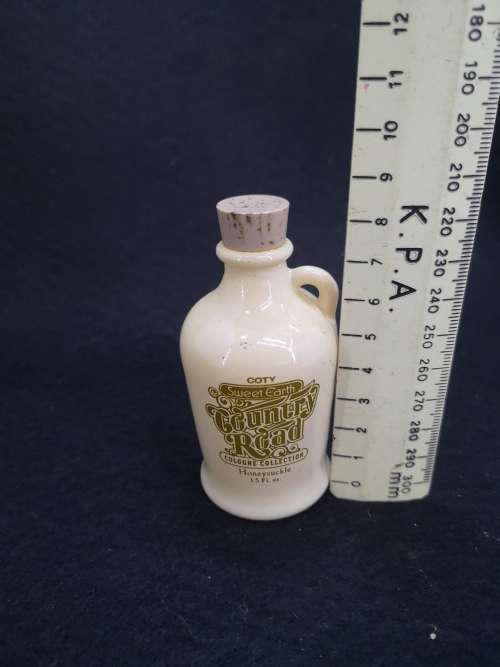 COTY
Sweet Earth
Country
Road
COLOGNE COLLECTION
Honeysuckle
1.5 Fl. oz.
K.P.A.
12
11
10
9
8
7
6
5
4
3
2
1
0
180
190
200
210
220
230
240
250
260
270
280
290
300
mm